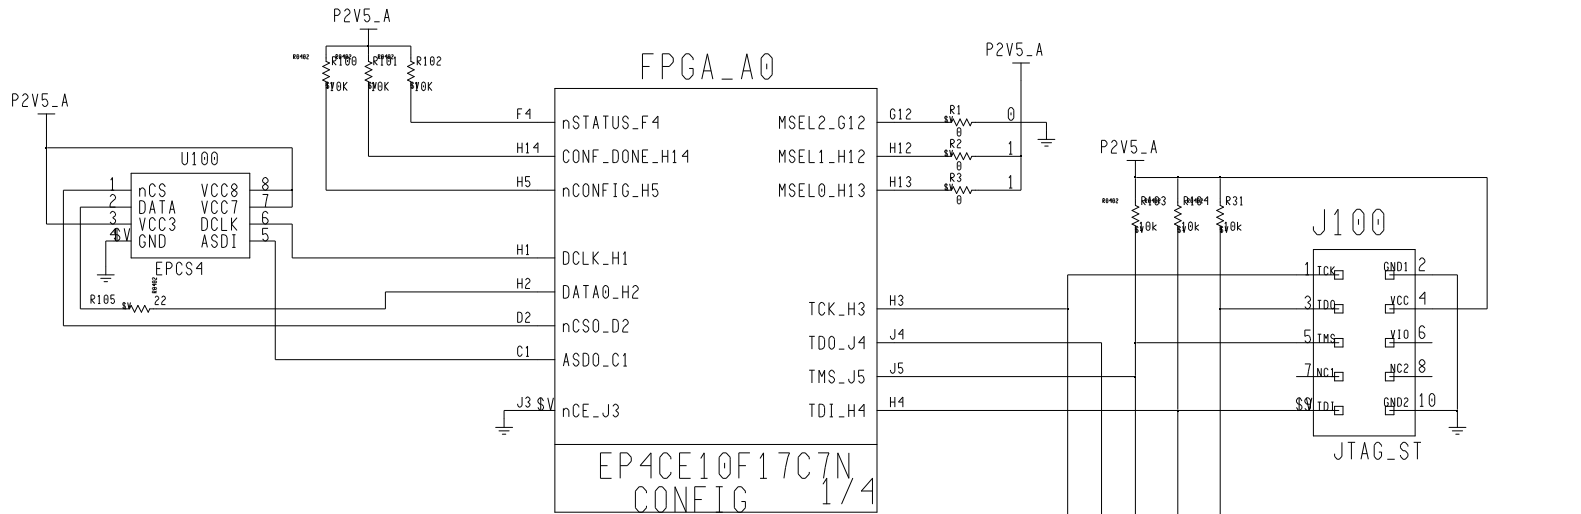 P2V5_A
R100 R101 R102
10K 10K 10K
FPGA_A0
P2V5_A
P2V5_A
F4 nSTATUS_F4 MSEL2_G12 G12 R1 0 0
H14 CONF_DONE_H14 MSEL1_H12 H12 R2 0 1
H5 nCONFIG_H5 MSEL0_H13 H13 R3 0 1
P2V5_A
U100
1 nCS VCC8 8
2 DATA VCC7 7
3 VCC3 DCLK 6
4 GND ASDI 5
EPCS4
R103 R104 R31
10k 10k 10k
J100
H1 DCLK_H1
R105 22
H2 DATA0_H2
D2 nCSO_D2
C1 ASDO_C1
J3 $V nCE_J3
TCK_H3 H3
TDO_J4 J4
TMS_J5 J5
TDI_H4 H4
1 TCK GND1 2
3 TDO VCC 4
5 TMS VIO 6
7 NC1 NC2 8
9 TDI GND2 10
JTAG_ST
EP4CE10F17C7N
CONFIG 1/4